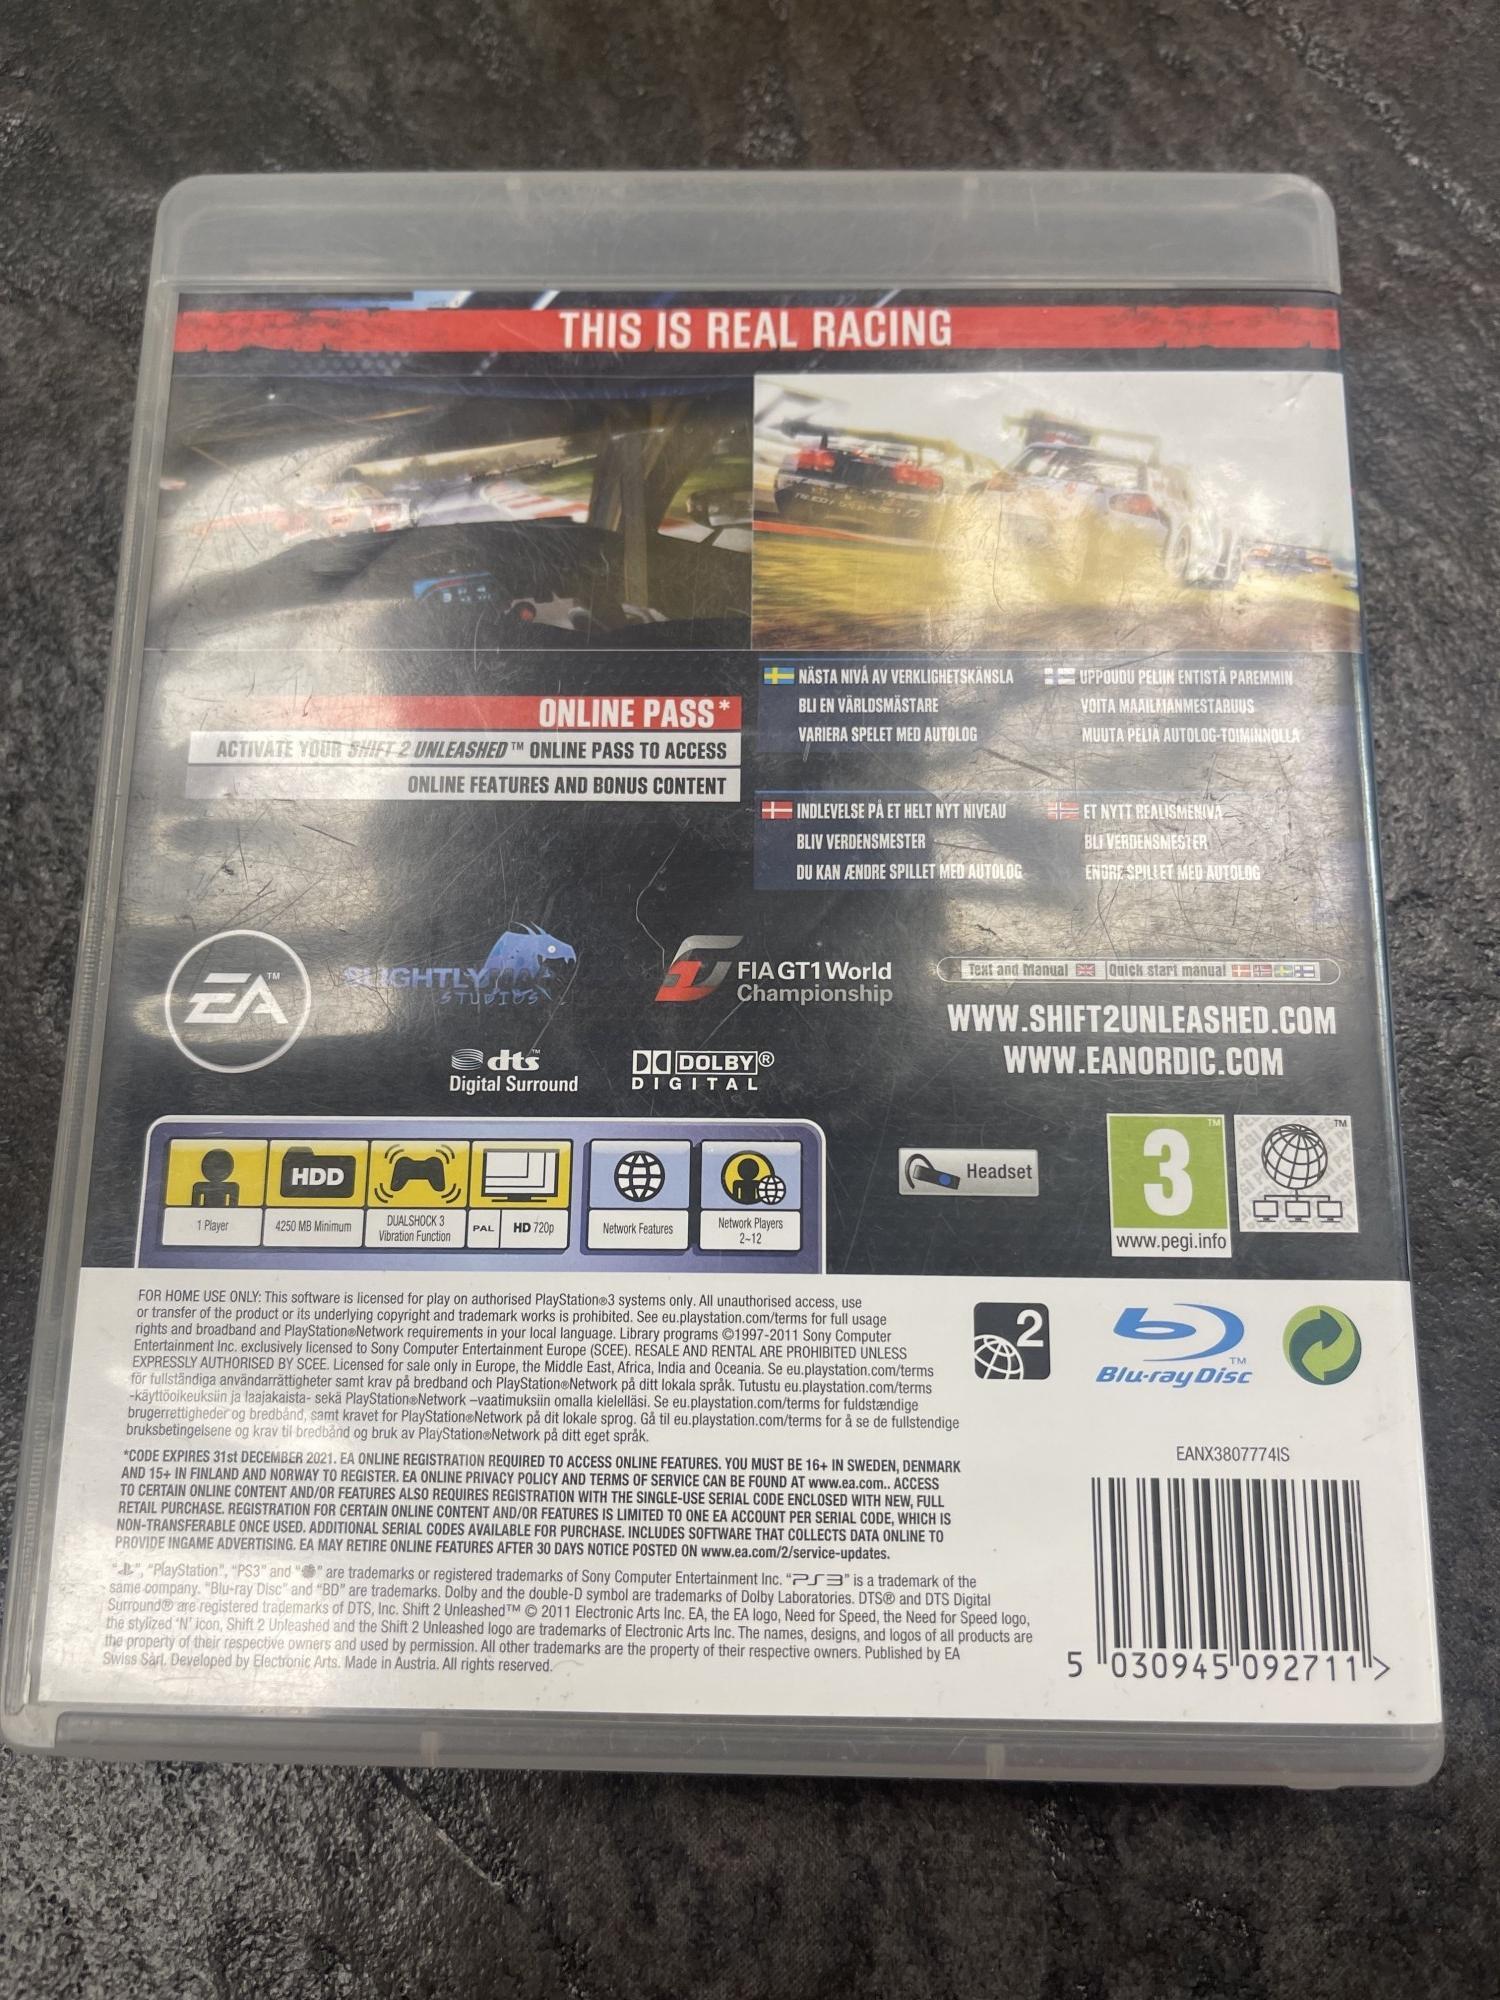 THIS IS REAL RACING
ONLINE PASS*
ACTIVATE YOUR SHIFT 2 UNLEASHED™ ONLINE PASS TO ACCESS
ONLINE FEATURES AND BONUS CONTENT
NÄSTA NIVÅ AV VERKLIGHETSKÄNSLA
BLI EN VÄRLDSMÄSTARE
VARIERA SPELET MED AUTOLOG
UPPOUDU PELIIN ENTISTÄ PAREMMIN
VOITA MAAILMANMESTARUUS
MUUTA PELIÄ AUTOLOG-TOIMINNOLLA
INDLEVELSE PÅ ET HELT NYT NIVEAU
BLIV VERDENSMESTER
DU KAN ÆNDRE SPILLET MED AUTOLOG
ET NYTT REALISMENIVÅ
BLI VERDENSMESTER
ENDRE SPILLET MED AUTOLOG
EA™
SLIGHTLY MAD
STUDIOS
FIA GT1 World
Championship
Text and Manual
Quick start manual
WWW.SHIFT2UNLEASHED.COM
WWW.EANORDIC.COM
dts™
Digital Surround
DOLBY®
DIGITAL
HDD
1 Player
4250 MB Minimum
DUALSHOCK 3
Vibration Function
PAL
HD 720p
Network Features
Network Players
2~12
Headset
3™
www.pegi.info
FOR HOME USE ONLY: This software is licensed for play on authorised PlayStation®3 systems only. All unauthorised access, use
or transfer of the product or its underlying copyright and trademark works is prohibited. See eu.playstation.com/terms for full usage
rights and broadband and PlayStation®Network requirements in your local language. Library programs ©1997-2011 Sony Computer
Entertainment Inc. exclusively licensed to Sony Computer Entertainment Europe (SCEE). RESALE AND RENTAL ARE PROHIBITED UNLESS
EXPRESSLY AUTHORISED BY SCEE. Licensed for sale only in Europe, the Middle East, Africa, India and Oceania. Se eu.playstation.com/terms
för fullständiga användarrättigheter samt krav på bredband och PlayStation®Network på ditt lokala språk. Tutustu eu.playstation.com/terms
-käyttöoikeuksiin ja laajakaista- sekä PlayStation®Network –vaatimuksiin omalla kielelläsi. Se eu.playstation.com/terms for fuldstændige
brugerrettigheder og bredbånd, samt kravet for PlayStation®Network på dit lokale sprog. Gå til eu.playstation.com/terms for å se de fullstendige
bruksbetingelsene og krav til bredbånd og bruk av PlayStation®Network på ditt eget språk.
2
Blu-ray Disc™
*CODE EXPIRES 31st DECEMBER 2021. EA ONLINE REGISTRATION REQUIRED TO ACCESS ONLINE FEATURES. YOU MUST BE 16+ IN SWEDEN, DENMARK
AND 15+ IN FINLAND AND NORWAY TO REGISTER. EA ONLINE PRIVACY POLICY AND TERMS OF SERVICE CAN BE FOUND AT www.ea.com.. ACCESS
TO CERTAIN ONLINE CONTENT AND/OR FEATURES ALSO REQUIRES REGISTRATION WITH THE SINGLE-USE SERIAL CODE ENCLOSED WITH NEW, FULL
RETAIL PURCHASE. REGISTRATION FOR CERTAIN ONLINE CONTENT AND/OR FEATURES IS LIMITED TO ONE EA ACCOUNT PER SERIAL CODE, WHICH IS
NON-TRANSFERABLE ONCE USED. ADDITIONAL SERIAL CODES AVAILABLE FOR PURCHASE. INCLUDES SOFTWARE THAT COLLECTS DATA ONLINE TO
PROVIDE INGAME ADVERTISING. EA MAY RETIRE ONLINE FEATURES AFTER 30 DAYS NOTICE POSTED ON www.ea.com/2/service-updates.
"", "PlayStation", "PS3" and "" are trademarks or registered trademarks of Sony Computer Entertainment Inc. "PS3" is a trademark of the
same company. "Blu-ray Disc" and "BD" are trademarks. Dolby and the double-D symbol are trademarks of Dolby Laboratories. DTS® and DTS Digital
Surround® are registered trademarks of DTS, Inc. Shift 2 Unleashed™ © 2011 Electronic Arts Inc. EA, the EA logo, Need for Speed, the Need for Speed logo,
the stylized 'N' icon, Shift 2 Unleashed and the Shift 2 Unleashed logo are trademarks of Electronic Arts Inc. The names, designs, and logos of all products are
the property of their respective owners and used by permission. All other trademarks are the property of their respective owners. Published by EA
Swiss Sàrl. Developed by Electronic Arts. Made in Austria. All rights reserved.
EANX3807774IS
5 030945 092711 >